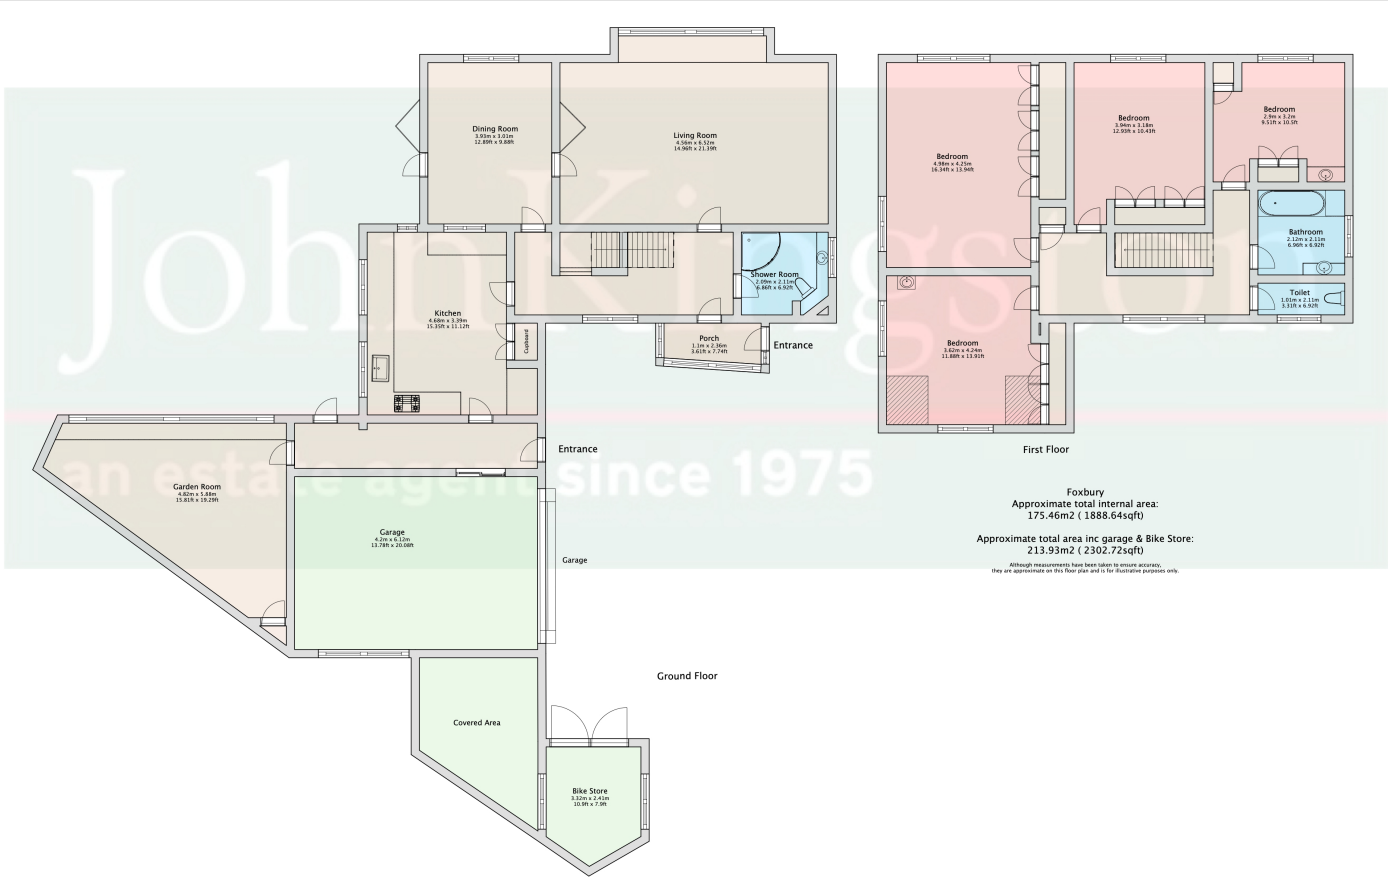 Dining Room
3.93m x 3.01m
12.89ft x 9.88ft
Living Room
4.56m x 6.52m
14.96ft x 21.39ft
Bedroom
4.98m x 4.25m
16.34ft x 13.94ft
Bedroom
3.94m x 3.18m
12.93ft x 10.43ft
Bedroom
2.9m x 3.2m
9.51ft x 10.5ft
John Kingston
Bathroom
2.12m x 2.11m
6.96ft x 6.92ft
Shower Room
2.09m x 2.11m
6.86ft x 6.92ft
Toilet
1.01m x 2.11m
3.31ft x 6.92ft
Kitchen
4.68m x 3.39m
15.35ft x 11.12ft
Cupboard
Porch
1.1m x 2.36m
3.61ft x 7.74ft
Entrance
Bedroom
3.62m x 4.24m
11.88ft x 13.91ft
Entrance
First Floor
an estate agent since 1975
Garden Room
4.82m x 5.88m
15.81ft x 19.29ft
Foxbury
Approximate total internal area:
175.46m2 ( 1888.64sqft)
Approximate total area inc garage & Bike Store:
213.93m2 ( 2302.72sqft)
Although measurements have been taken to ensure accuracy,
they are approximate on this floor plan and is for illustrative purposes only.
Garage
4.2m x 6.12m
13.78ft x 20.08ft
Garage
Ground Floor
Covered Area
Bike Store
3.32m x 2.41m
10.9ft x 7.9ft